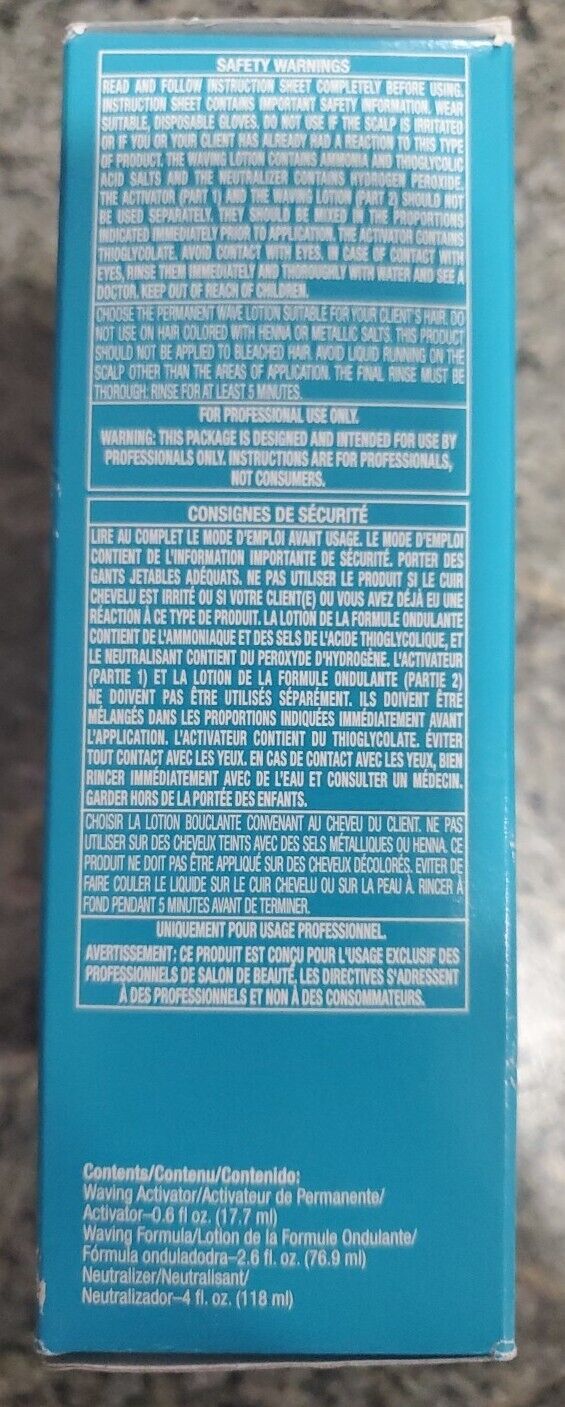 SAFETY WARNINGS
READ AND FOLLOW INSTRUCTION SHEET COMPLETELY BEFORE USING.
INSTRUCTION SHEET CONTAINS IMPORTANT SAFETY INFORMATION. WEAR
SUITABLE, DISPOSABLE GLOVES. DO NOT USE IF THE SCALP IS IRRITATED
OR IF YOU OR YOUR CLIENT HAS ALREADY HAD A REACTION TO THIS TYPE
OF PRODUCT. THE WAVING LOTION CONTAINS AMMONIA AND THIOGLYCOLIC
ACID SALTS AND THE NEUTRALIZER CONTAINS HYDROGEN PEROXIDE.
THE ACTIVATOR (PART 1) AND THE WAVING LOTION (PART 2) SHOULD NOT
BE USED SEPARATELY. THEY SHOULD BE MIXED IN THE PROPORTIONS
INDICATED IMMEDIATELY PRIOR TO APPLICATION. THE ACTIVATOR CONTAINS
THIOGLYCOLATE. AVOID CONTACT WITH EYES. IN CASE OF CONTACT WITH
EYES, RINSE THEM IMMEDIATELY AND THOROUGHLY WITH WATER AND SEE A
DOCTOR. KEEP OUT OF REACH OF CHILDREN.
CHOOSE THE PERMANENT WAVE LOTION SUITABLE FOR YOUR CLIENT'S HAIR. DO
NOT USE ON HAIR COLORED WITH HENNA OR METALLIC SALTS. THIS PRODUCT
SHOULD NOT BE APPLIED TO BLEACHED HAIR. AVOID LIQUID RUNNING ON THE
SCALP OTHER THAN THE AREAS OF APPLICATION. THE FINAL RINSE MUST BE
THOROUGH: RINSE FOR AT LEAST 5 MINUTES.
FOR PROFESSIONAL USE ONLY.
WARNING: THIS PACKAGE IS DESIGNED AND INTENDED FOR USE BY
PROFESSIONALS ONLY. INSTRUCTIONS ARE FOR PROFESSIONALS,
NOT CONSUMERS.
CONSIGNES DE SÉCURITÉ
LIRE AU COMPLET LE MODE D'EMPLOI AVANT USAGE. LE MODE D'EMPLOI
CONTIENT DE L'INFORMATION IMPORTANTE DE SÉCURITÉ. PORTER DES
GANTS JETABLES ADÉQUATS. NE PAS UTILISER LE PRODUIT SI LE CUIR
CHEVELU EST IRRITÉ OU SI VOTRE CLIENT(E) OU VOUS AVEZ DÉJÀ EU UNE
RÉACTION À CE TYPE DE PRODUIT. LA LOTION DE LA FORMULE ONDULANTE
CONTIENT DE L'AMMONIAQUE ET DES SELS DE L'ACIDE THIOGLYCOLIQUE, ET
LE NEUTRALISANT CONTIENT DU PEROXYDE D'HYDROGÈNE. L'ACTIVATEUR
(PARTIE 1) ET LA LOTION DE LA FORMULE ONDULANTE (PARTIE 2)
NE DOIVENT PAS ÊTRE UTILISÉS SÉPARÉMENT. ILS DOIVENT ÊTRE
MÉLANGÉS DANS LES PROPORTIONS INDIQUÉES IMMÉDIATEMENT AVANT
L'APPLICATION. L'ACTIVATEUR CONTIENT DU THIOGLYCOLATE. ÉVITER
TOUT CONTACT AVEC LES YEUX. EN CAS DE CONTACT AVEC LES YEUX, BIEN
RINCER IMMÉDIATEMENT AVEC DE L'EAU ET CONSULTER UN MÉDECIN.
GARDER HORS DE LA PORTÉE DES ENFANTS.
CHOISIR LA LOTION BOUCLANTE CONVENANT AU CHEVEU DU CLIENT. NE PAS
UTILISER SUR DES CHEVEUX TEINTS AVEC DES SELS MÉTALLIQUES OU HENNA. CE
PRODUIT NE DOIT PAS ÊTRE APPLIQUÉ SUR DES CHEVEUX DÉCOLORÉS. EVITER DE
FAIRE COULER LE LIQUIDE SUR LE CUIR CHEVELU OU SUR LA PEAU À. RINCER À
FOND PENDANT 5 MINUTES AVANT DE TERMINER.
UNIQUEMENT POUR USAGE PROFESSIONNEL.
AVERTISSEMENT: CE PRODUIT EST CONÇU POUR L'USAGE EXCLUSIF DES
PROFESSIONNELS DE SALON DE BEAUTÉ. LES DIRECTIVES S'ADRESSENT
À DES PROFESSIONNELS ET NON À DES CONSOMMATEURS.
Contents/Contenu/Contenido:
Waving Activator/Activateur de Permanente/
Activator–0.6 fl oz. (17.7 ml)
Waving Formula/Lotion de la Formule Ondulante/
Fórmula onduladodra–2.6 fl. oz. (76.9 ml)
Neutralizer/Neutralisant/
Neutralizador–4 fl. oz. (118 ml)